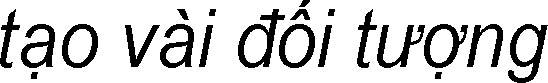 tạo vài đối tượng